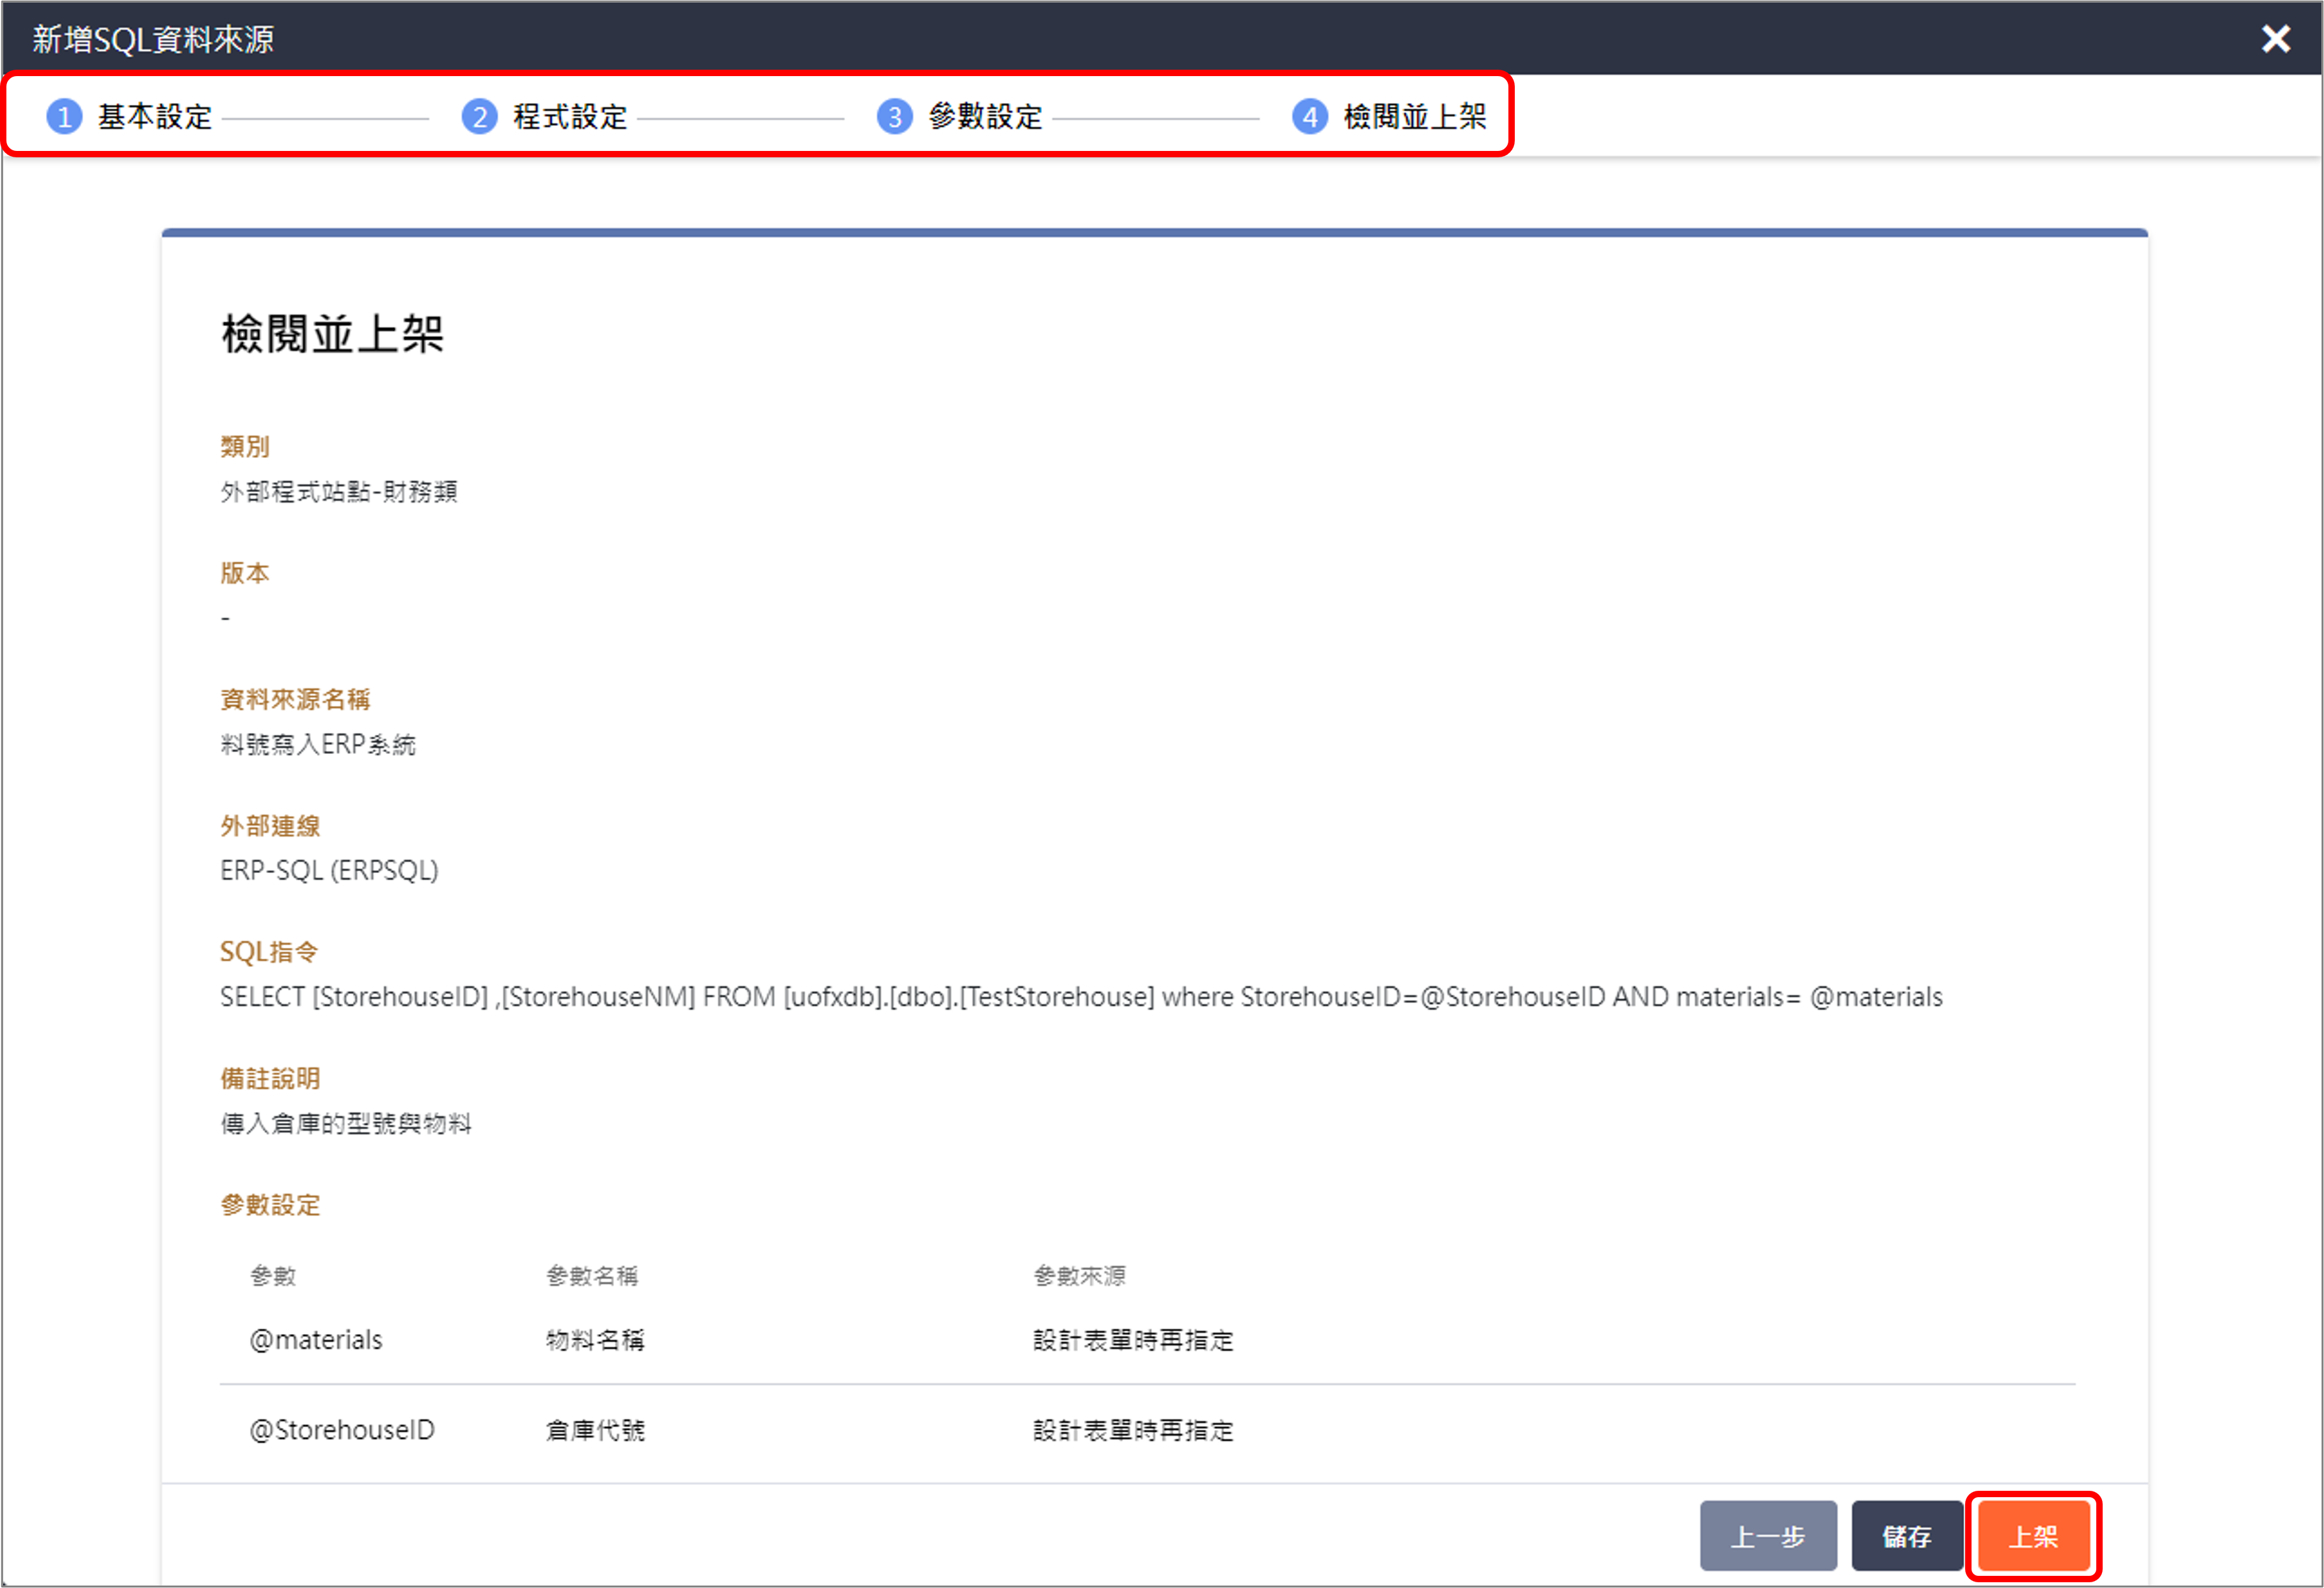 新增SQL資料來源
1 基本設定 2 程式設定 3 參數設定 4 檢閱並上架
檢閱並上架
類別
外部程式站點-財務類
版本
-
資料來源名稱
料號寫入ERP系統
外部連線
ERP-SQL (ERPSQL)
SQL指令
SELECT [StorehouseID] ,[StorehouseNM] FROM [uofxdb].[dbo].[TestStorehouse] where StorehouseID=@StorehouseID AND materials= @materials
備註說明
傳入倉庫的型號與物料
參數設定
參數 參數名稱 參數來源
@materials 物料名稱 設計表單時再指定
@StorehouseID 倉庫代號 設計表單時再指定
上一步 儲存 上架